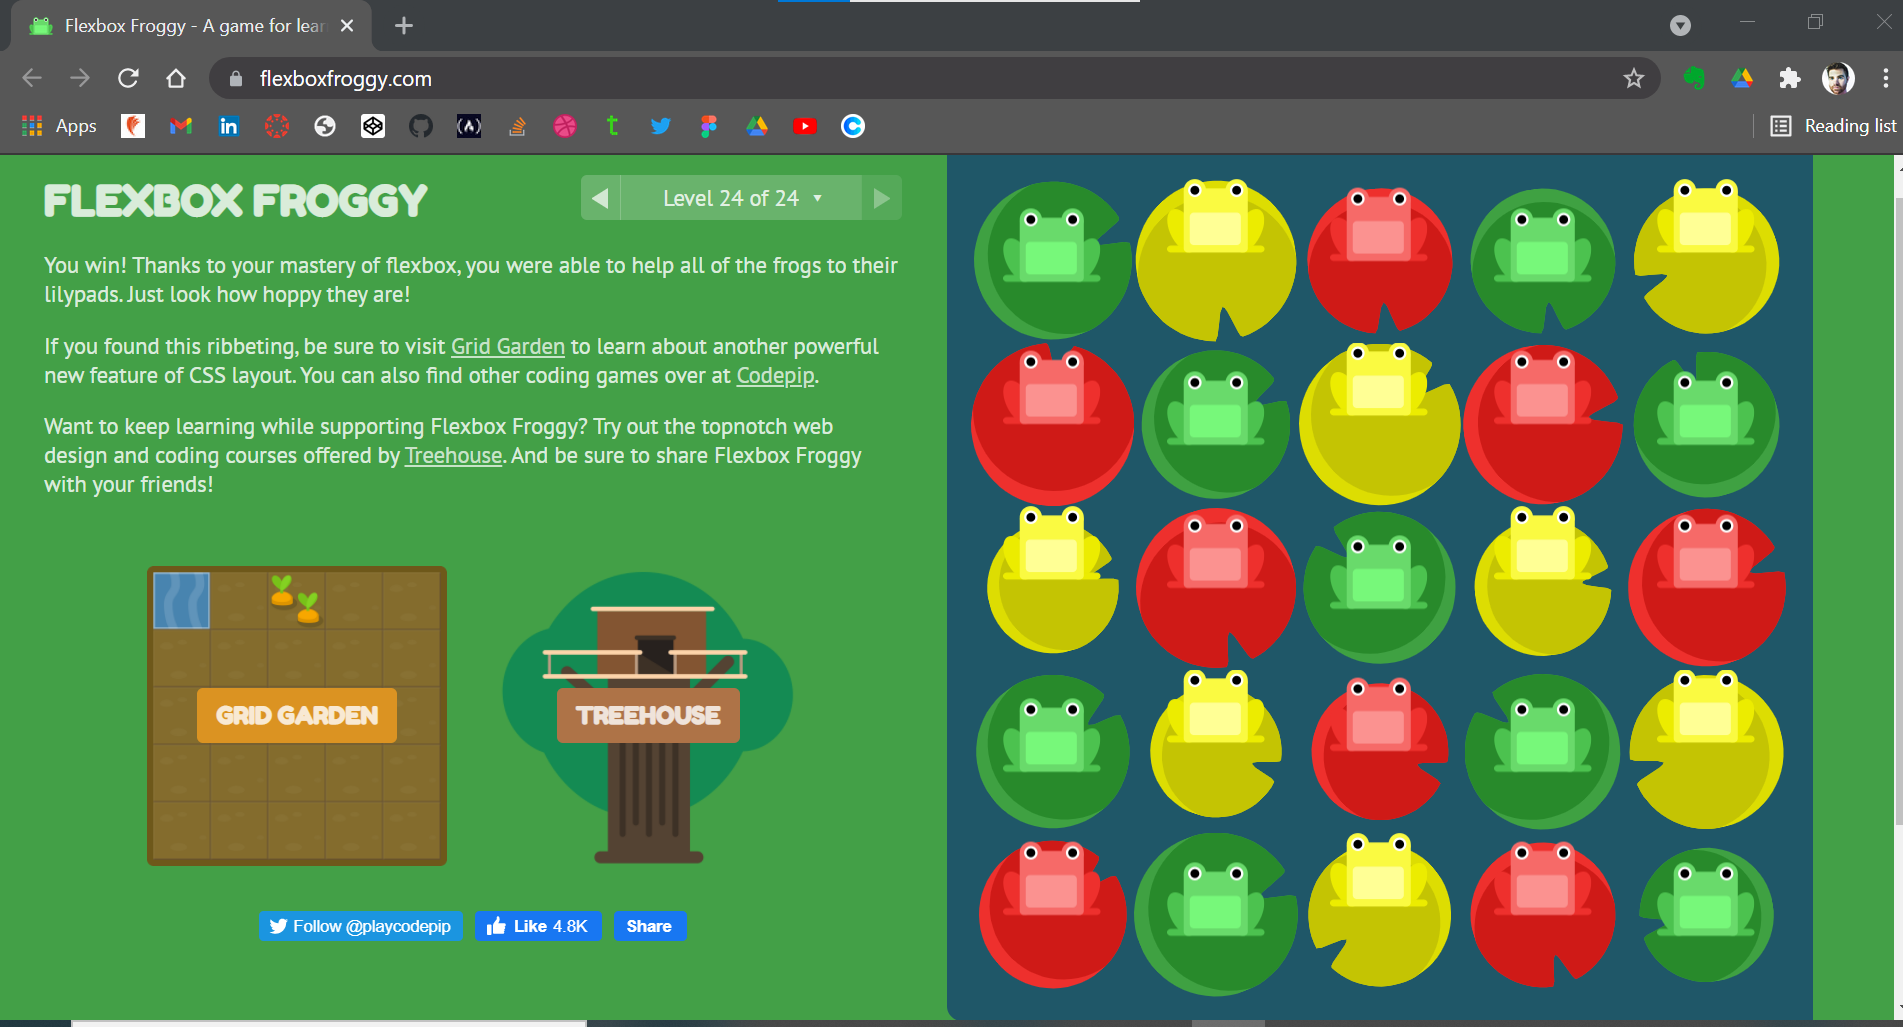 Flexbox Froggy - A game for lear
flexboxfroggy.com
Apps
Reading list
FLEXBOX FROGGY
Level 24 of 24
You win! Thanks to your mastery of flexbox, you were able to help all of the frogs to their
lilypads. Just look how hoppy they are!
If you found this ribbeting, be sure to visit Grid Garden to learn about another powerful
new feature of CSS layout. You can also find other coding games over at Codepip.
Want to keep learning while supporting Flexbox Froggy? Try out the topnotch web
design and coding courses offered by Treehouse. And be sure to share Flexbox Froggy
with your friends!
GRID GARDEN
TREEHOUSE
Follow @playcodepip
Like 4.8K
Share